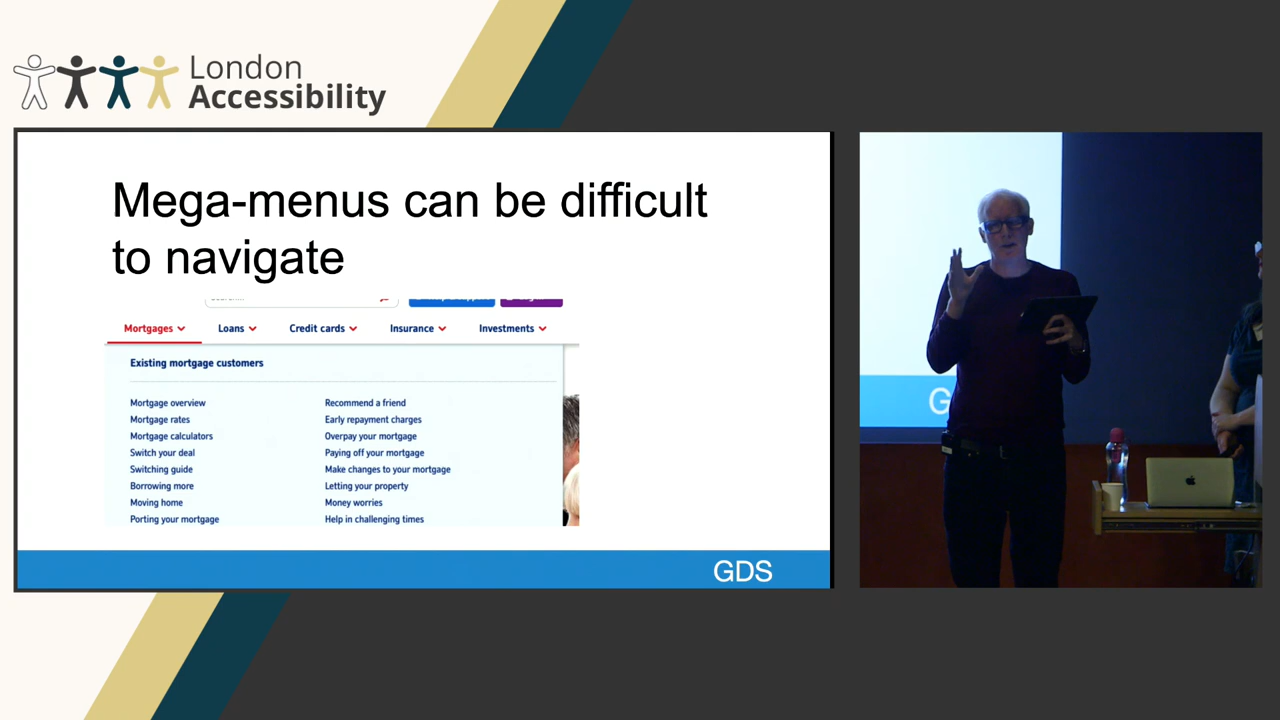 London
Accessibility
Mega-menus can be difficult
to navigate
Mortgages Loans Credit cards Insurance Investments
Existing mortgage customers
Mortgage overview Recommend a friend
Mortgage rates Early repayment charges
Mortgage calculators Overpay your mortgage
Switch your deal Paying off your mortgage
Switching guide Make changes to your mortgage
Borrowing more Letting your property
Moving home Money worries
Porting your mortgage Help in challenging times
GDS
G